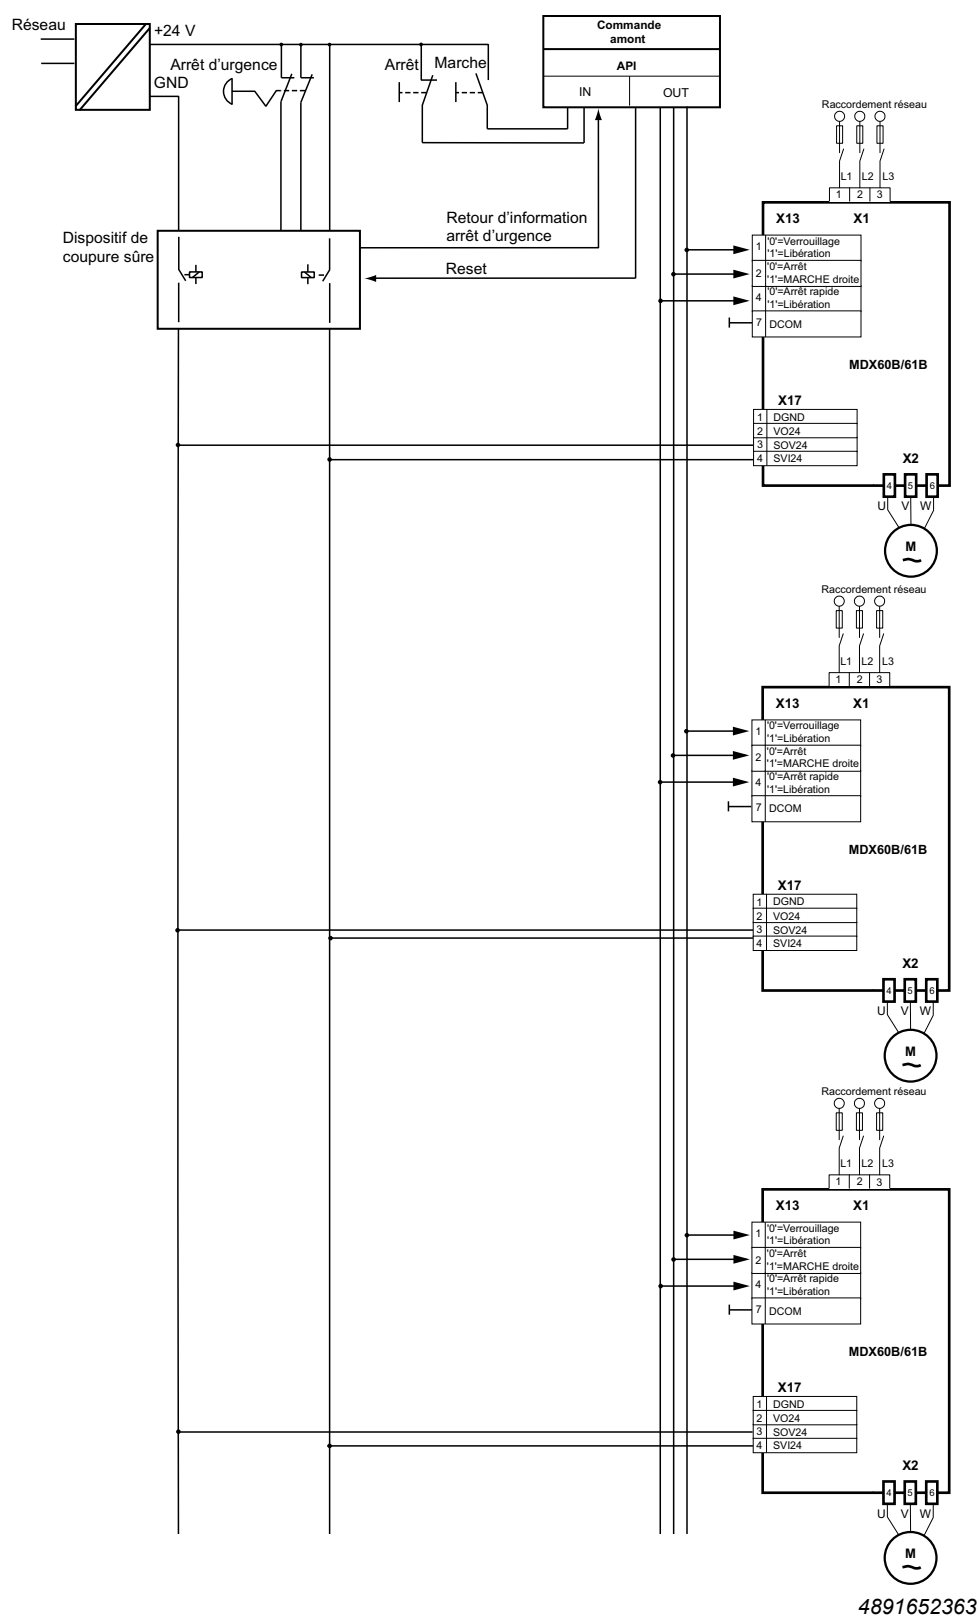 Réseau
+24 V
GND
Arrêt d'urgence
Arrêt
Marche
Commande
amont
API
IN
OUT
Dispositif de
coupure sûre
Retour d'information
arrêt d'urgence
Reset
Raccordement réseau
L1 L2 L3
1 2 3
X13 X1
1 '0'=Verrouillage
'1'=Libération
2 '0'=Arrêt
'1'=MARCHE droite
4 '0'=Arrêt rapide
'1'=Libération
7 DCOM
MDX60B/61B
X17
1 DGND
2 VO24
3 SOV24
4 SVI24
X2
4 5 6
U V W
M
Raccordement réseau
L1 L2 L3
1 2 3
X13 X1
1 '0'=Verrouillage
'1'=Libération
2 '0'=Arrêt
'1'=MARCHE droite
4 '0'=Arrêt rapide
'1'=Libération
7 DCOM
MDX60B/61B
X17
1 DGND
2 VO24
3 SOV24
4 SVI24
X2
4 5 6
U V W
M
Raccordement réseau
L1 L2 L3
1 2 3
X13 X1
1 '0'=Verrouillage
'1'=Libération
2 '0'=Arrêt
'1'=MARCHE droite
4 '0'=Arrêt rapide
'1'=Libération
7 DCOM
MDX60B/61B
X17
1 DGND
2 VO24
3 SOV24
4 SVI24
X2
4 5 6
U V W
M
4891652363